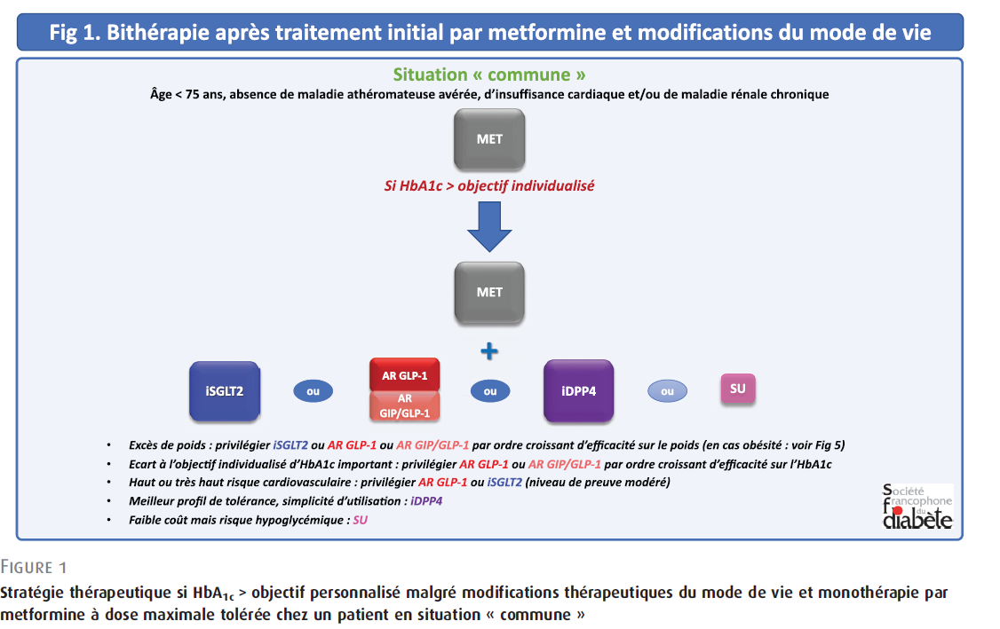 Fig 1. Bithérapie après traitement initial par metformine et modifications du mode de vie
Situation « commune »
Âge < 75 ans, absence de maladie athéromateuse avérée, d’insuffisance cardiaque et/ou de maladie rénale chronique
MET
Si HbA1c > objectif individualisé
MET
+
iSGLT2
ou
AR GLP-1
AR
GIP/GLP-1
ou
iDPP4
ou
SU
• Excès de poids : privilégier iSGLT2 ou AR GLP-1 ou AR GIP/GLP-1 par ordre croissant d’efficacité sur le poids (en cas obésité : voir Fig 5)
• Ecart à l’objectif individualisé d’HbA1c important : privilégier AR GLP-1 ou AR GIP/GLP-1 par ordre croissant d’efficacité sur l’HbA1c
• Haut ou très haut risque cardiovasculaire : privilégier AR GLP-1 ou iSGLT2 (niveau de preuve modéré)
• Meilleur profil de tolérance, simplicité d’utilisation : iDPP4
• Faible coût mais risque hypoglycémique : SU
Société
francophone
du
diabète
FIGURE 1
Stratégie thérapeutique si HbA1c > objectif personnalisé malgré modifications thérapeutiques du mode de vie et monothérapie par
metformine à dose maximale tolérée chez un patient en situation « commune »